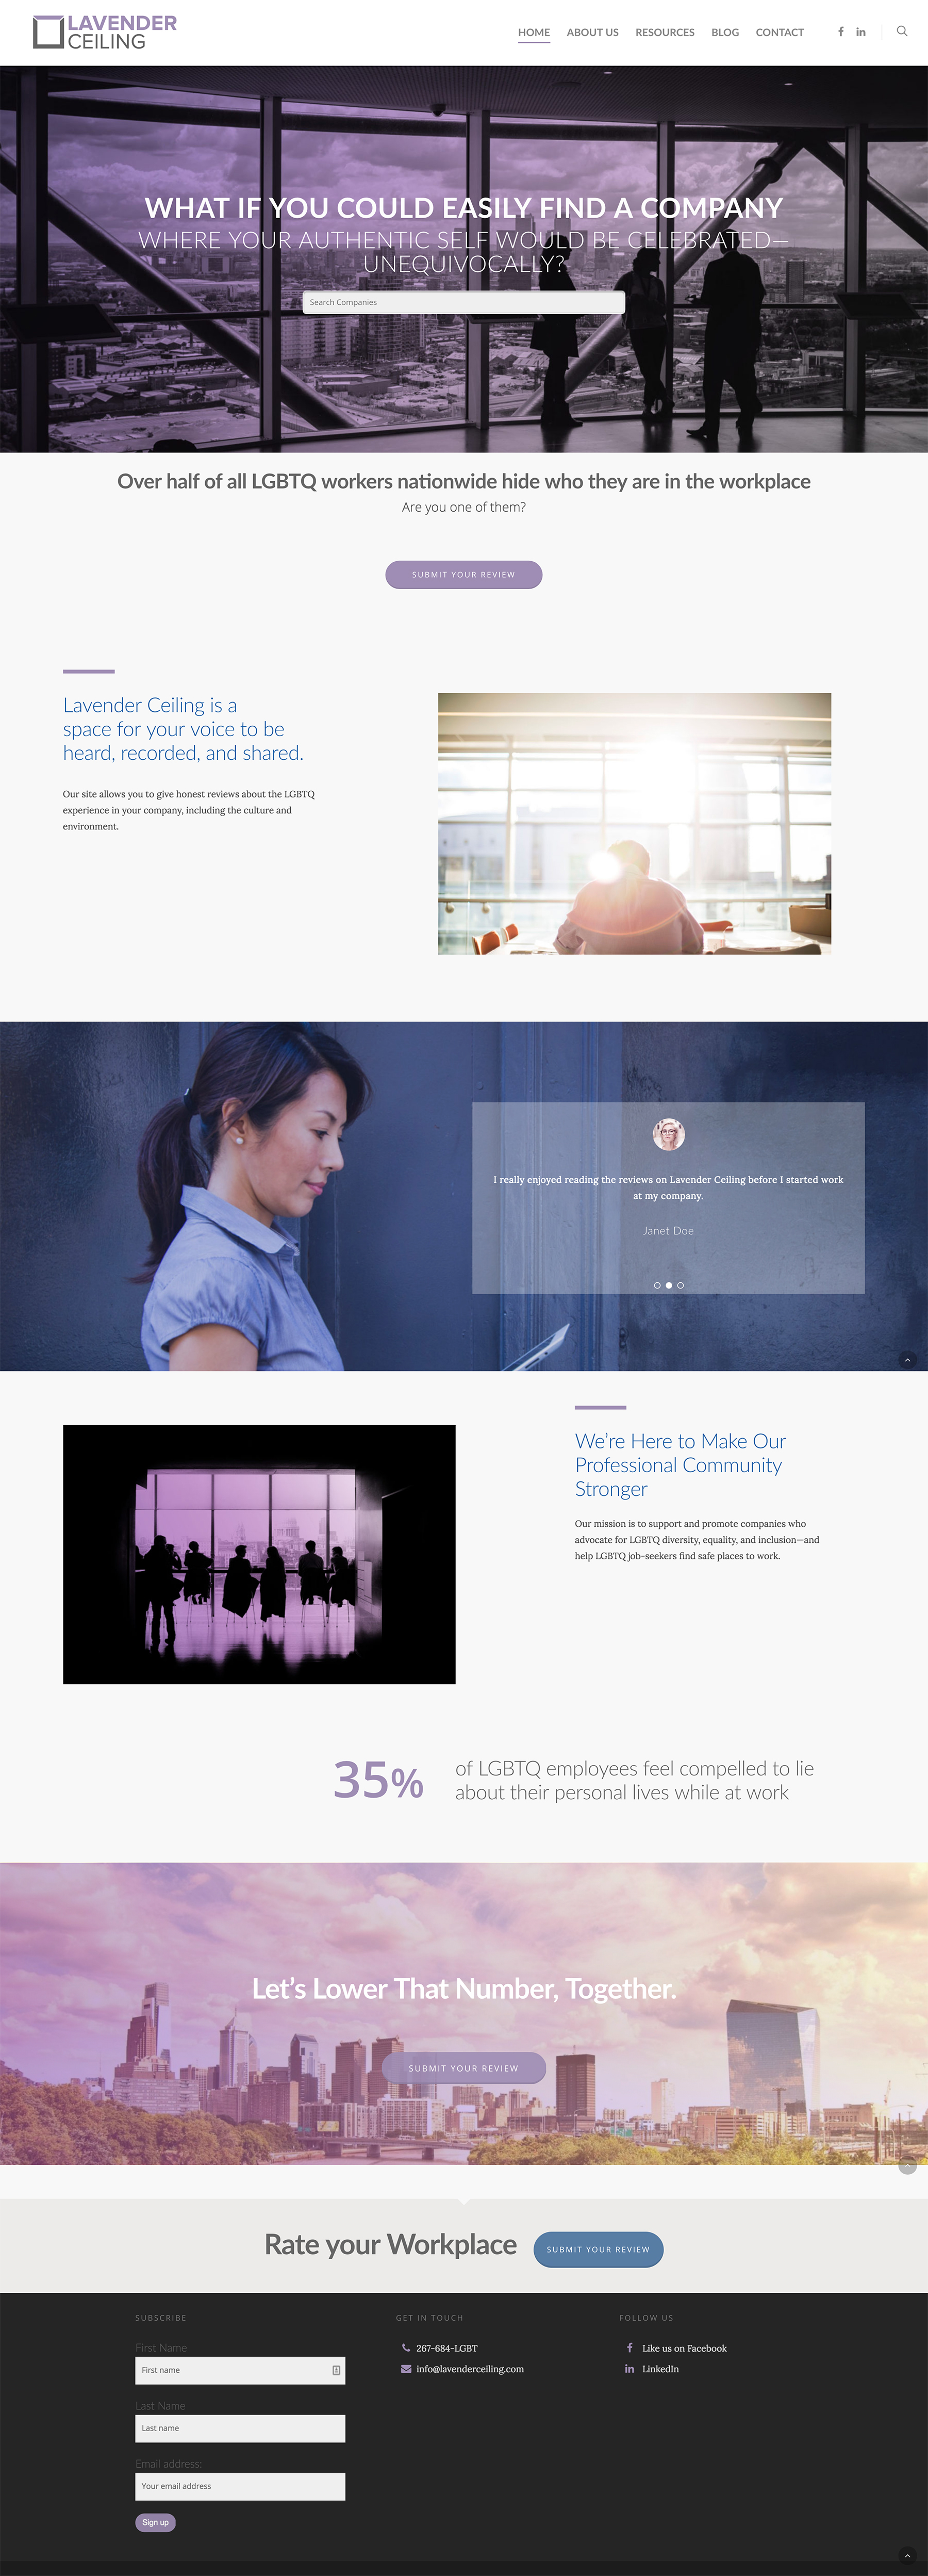 LAVENDER
CEILING
HOME ABOUT US RESOURCES BLOG CONTACT
WHAT IF YOU COULD EASILY FIND A COMPANY
WHERE YOUR AUTHENTIC SELF WOULD BE CELEBRATED—
UNEQUIVOCALLY?
Search Companies
Over half of all LGBTQ workers nationwide hide who they are in the workplace
Are you one of them?
SUBMIT YOUR REVIEW
Lavender Ceiling is a
space for your voice to be
heard, recorded, and shared.
Our site allows you to give honest reviews about the LGBTQ
experience in your company, including the culture and
environment.
I really enjoyed reading the reviews on Lavender Ceiling before I started work
at my company.
Janet Doe
We’re Here to Make Our
Professional Community
Stronger
Our mission is to support and promote companies who
advocate for LGBTQ diversity, equality, and inclusion—and
help LGBTQ job-seekers find safe places to work.
35%
of LGBTQ employees feel compelled to lie
about their personal lives while at work
Let’s Lower That Number, Together.
SUBMIT YOUR REVIEW
Rate your Workplace
SUBMIT YOUR REVIEW
SUBSCRIBE
First Name
First name
Last Name
Last name
Email address:
Your email address
Sign up
GET IN TOUCH
267-684-LGBT
info@lavenderceiling.com
FOLLOW US
Like us on Facebook
LinkedIn